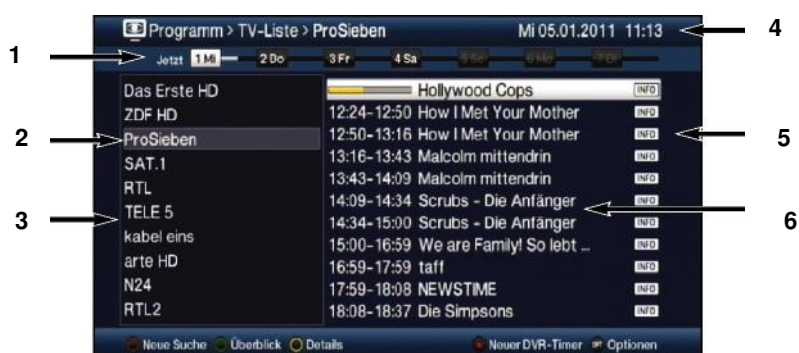 Programm > TV-Liste > ProSieben Mi 05.01.2011 11:13
4
1
Jetzt 1 Mi 2 Do 3 Fr 4 Sa 5 So 6 Mo 7 Di
Das Erste HD
ZDF HD
ProSieben
SAT.1
RTL
TELE 5
kabel eins
arte HD
N24
RTL2
2
3
Hollywood Cops INFO
12:24-12:50 How I Met Your Mother INFO
12:50-13:16 How I Met Your Mother INFO
13:16-13:43 Malcolm mittendrin INFO
13:43-14:09 Malcolm mittendrin INFO
14:09-14:34 Scrubs - Die Anfänger INFO
14:34-15:00 Scrubs - Die Anfänger INFO
15:00-16:59 We are Family! So lebt ... INFO
16:59-17:59 taff INFO
17:59-18:08 NEWSTIME INFO
18:08-18:37 Die Simpsons INFO
5
6
Neue Suche Überblick Details Neuer DVR-Timer Optionen